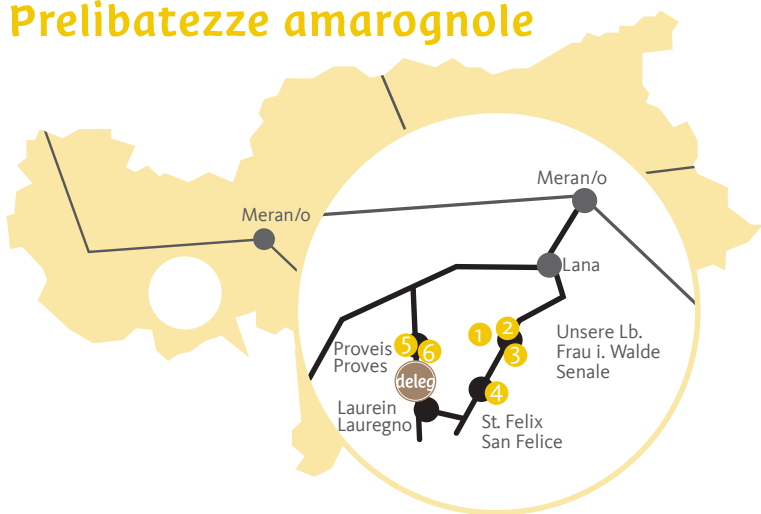 Prelibatezze amarognole
Meran/o
Meran/o
Lana
1
2
3
Unsere Lb.
Frau i. Walde
Senale
5
6
Proveis
Proves
deleg
4
Laurein
Lauregno
St. Felix
San Felice